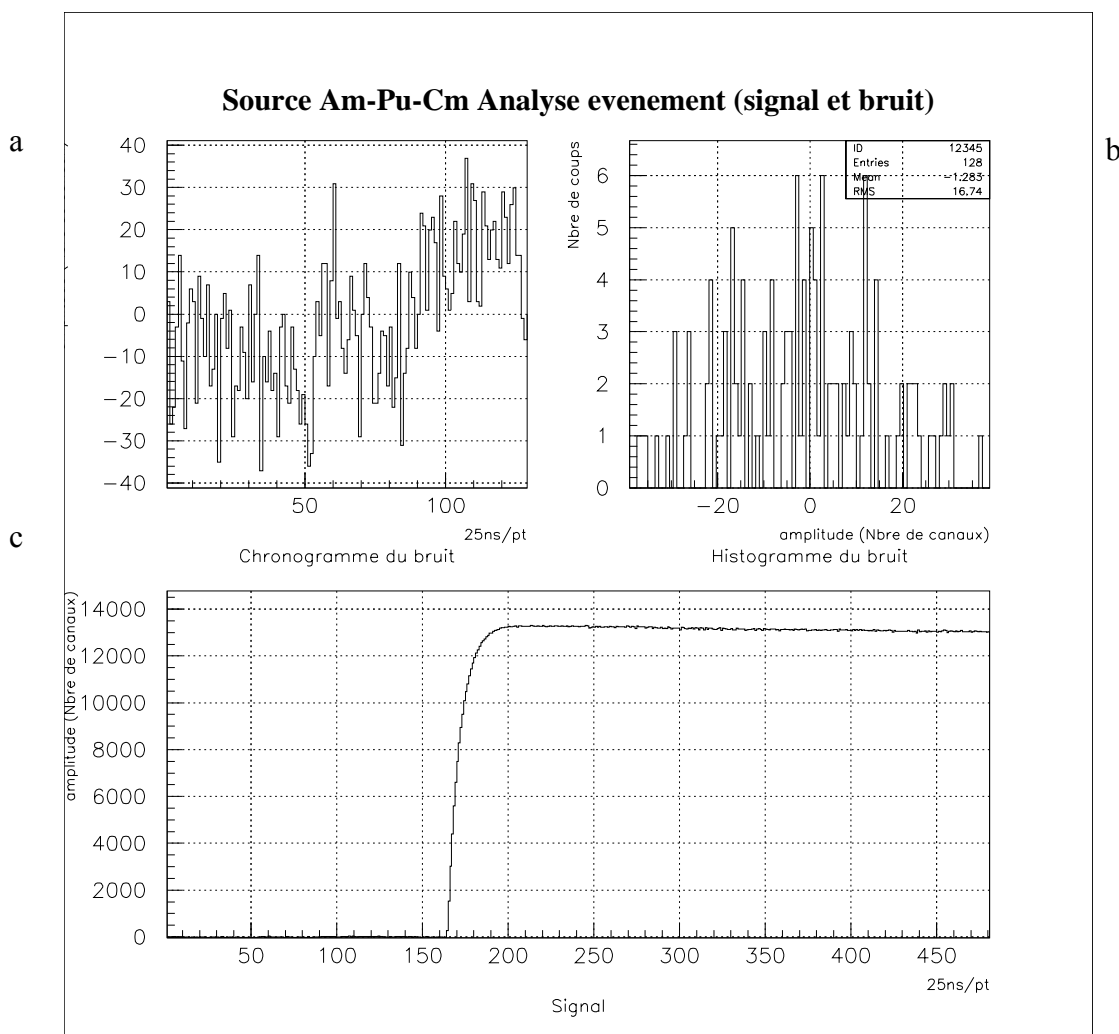 Source Am-Pu-Cm Analyse evenement (signal et bruit)
a
40
30
20
10
0
−10
−20
−30
−40
50
100
25ns/pt
Chronogramme du bruit
b
Nbre de coups
6
5
4
3
2
1
0
ID 12345
Entries 128
Mean −1.283
RMS 16.74
−20
0
20
amplitude (Nbre de canaux)
Histogramme du bruit
c
amplitude (Nbre de canaux)
14000
12000
10000
8000
6000
4000
2000
0
50
100
150
200
250
300
350
400
450
25ns/pt
Signal